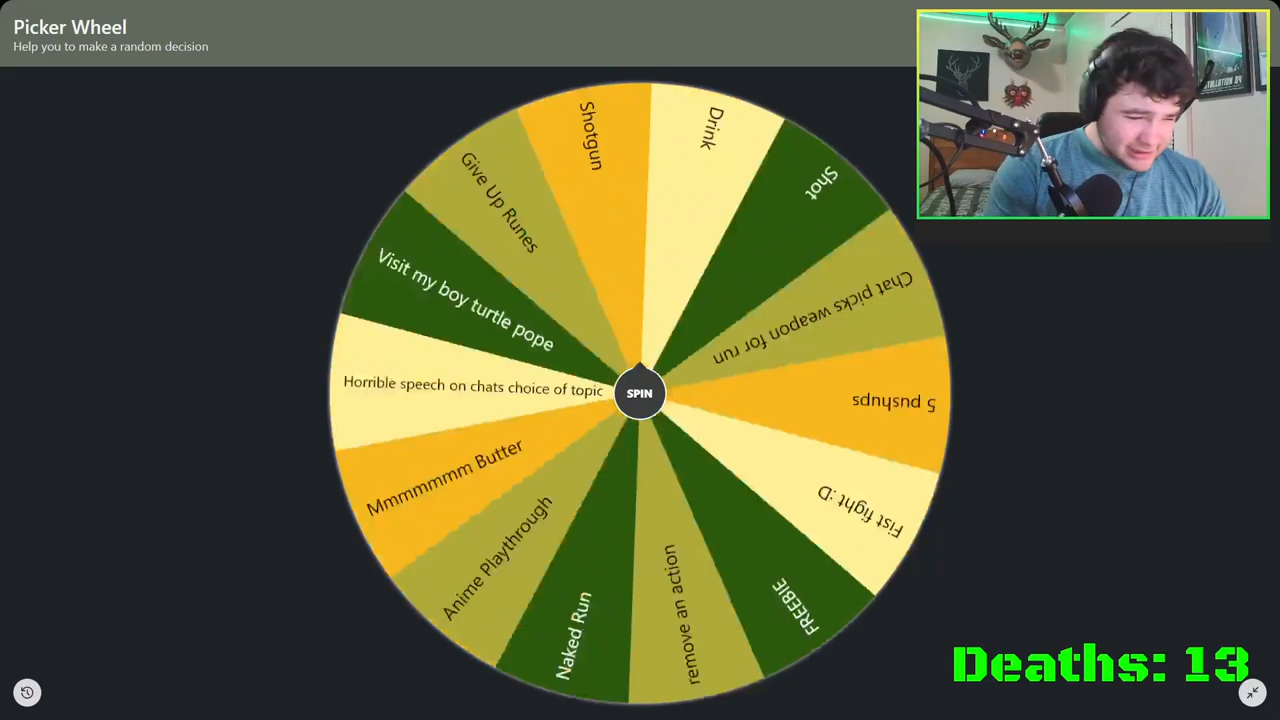 Picker Wheel
Help you to make a random decision
Shotgun
Drink
Shot
Chat picks weapon for run
5 pushups
Fist fight :D
FREEBIE
remove an action
Naked Run
Anime Playthrough
Mmmmmmm Butter
Horrible speech on chats choice of topic
Visit my boy turtle pope
Give Up Runes
SPIN
Deaths: 13